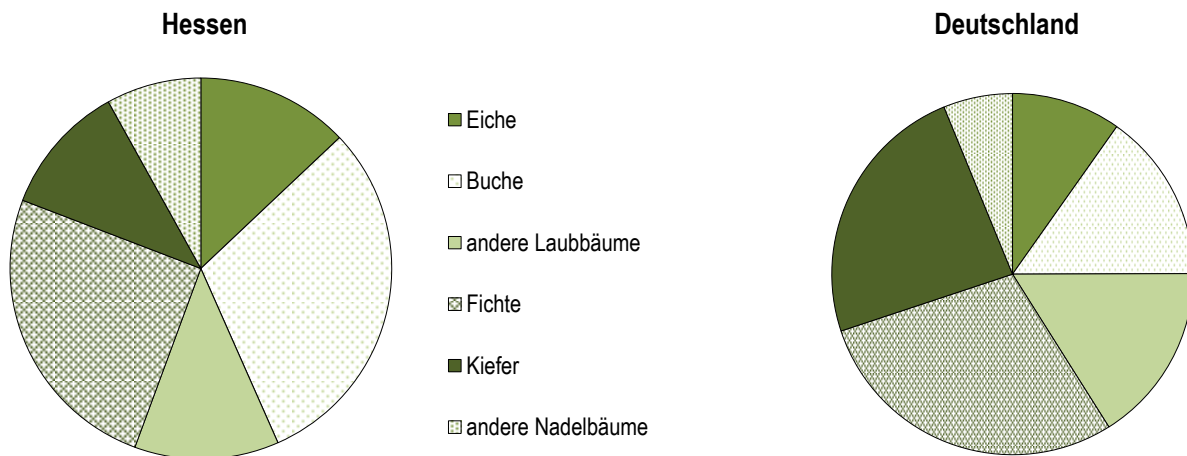 Hessen
Deutschland
Eiche
Buche
andere Laubbäume
Fichte
Kiefer
andere Nadelbäume